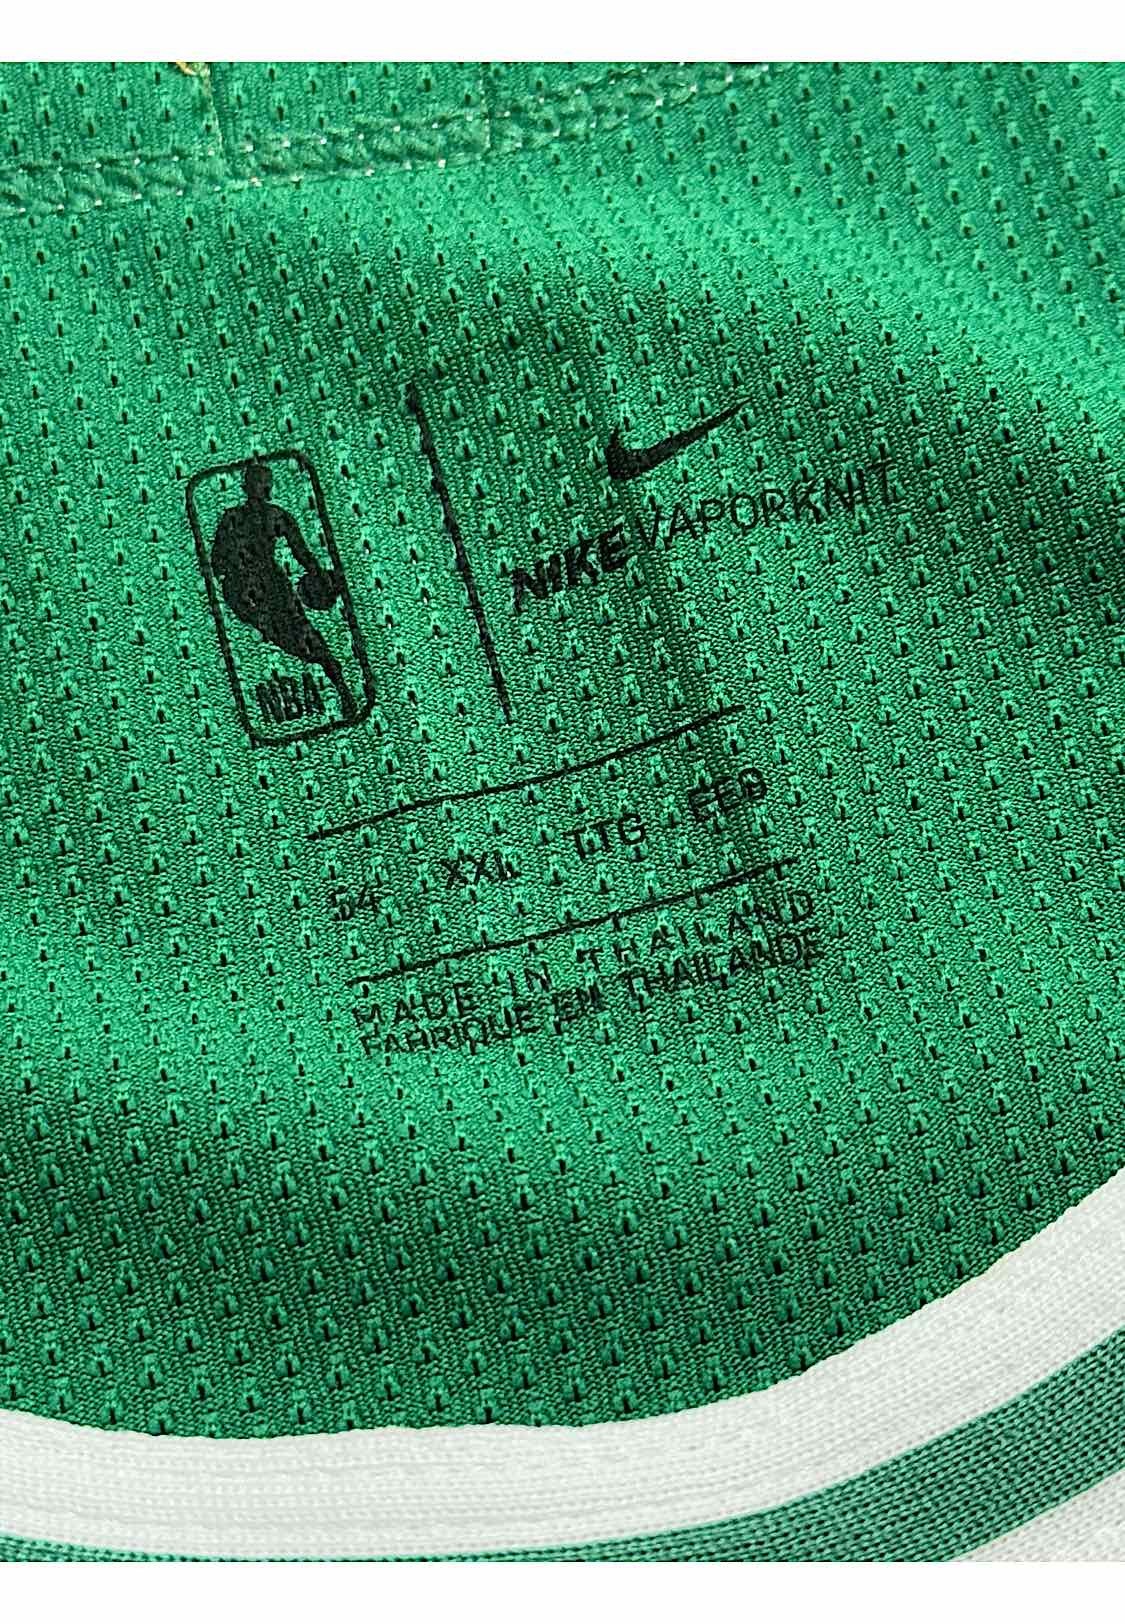 NBA
NIKE VAPORKNIT
54 XXL TTG EEG
MADE IN THAILAND
FABRIQUE EN THAILANDE